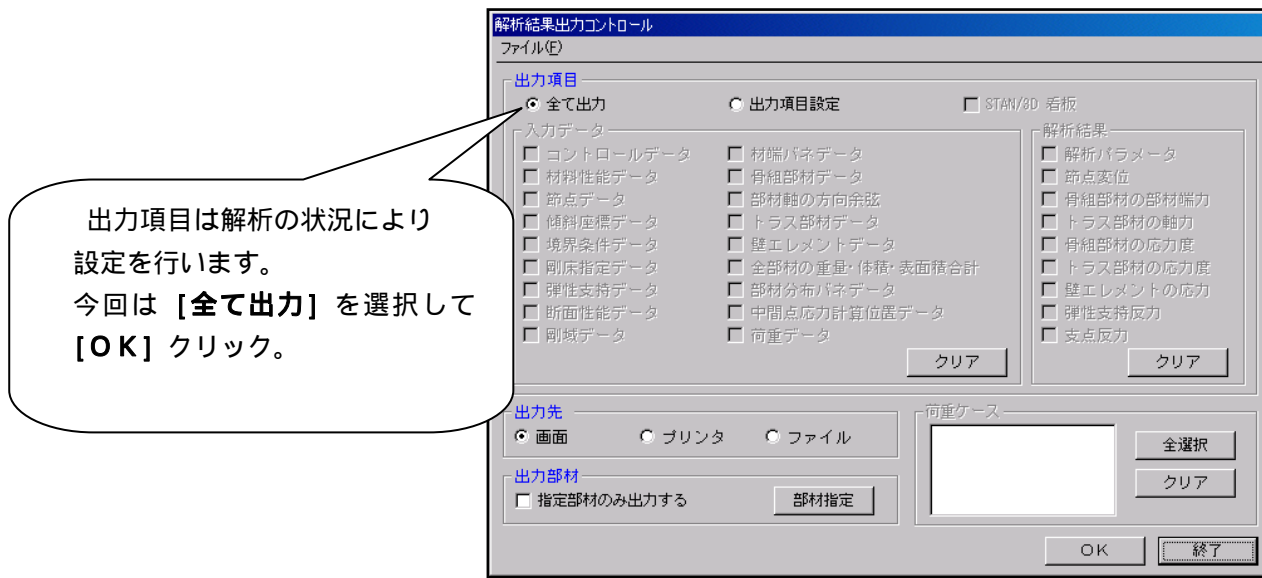 解析結果出力コントロール
ファイル(F)
出力項目
全て出力
出力項目設定
STAN/3D 看板
入力データ
コントロールデータ
材料性能データ
節点データ
傾斜座標データ
境界条件データ
剛床指定データ
弾性支持データ
断面性能データ
剛域データ
材端バネデータ
骨組部材データ
部材軸の方向余弦
トラス部材データ
壁エレメントデータ
全部材の重量・体積・表面積合計
部材分布バネデータ
中間点応力計算位置データ
荷重データ
クリア
解析結果
解析パラメータ
節点変位
骨組部材の部材端力
トラス部材の軸力
骨組部材の応力度
トラス部材の応力度
壁エレメントの応力
弾性支持反力
支点反力
クリア
出力項目は解析の状況により
設定を行います。
今回は [全て出力] を選択して
[OK] クリック。
出力先
画面
プリンタ
ファイル
出力部材
指定部材のみ出力する
部材指定
荷重ケース
全選択
クリア
OK
終了